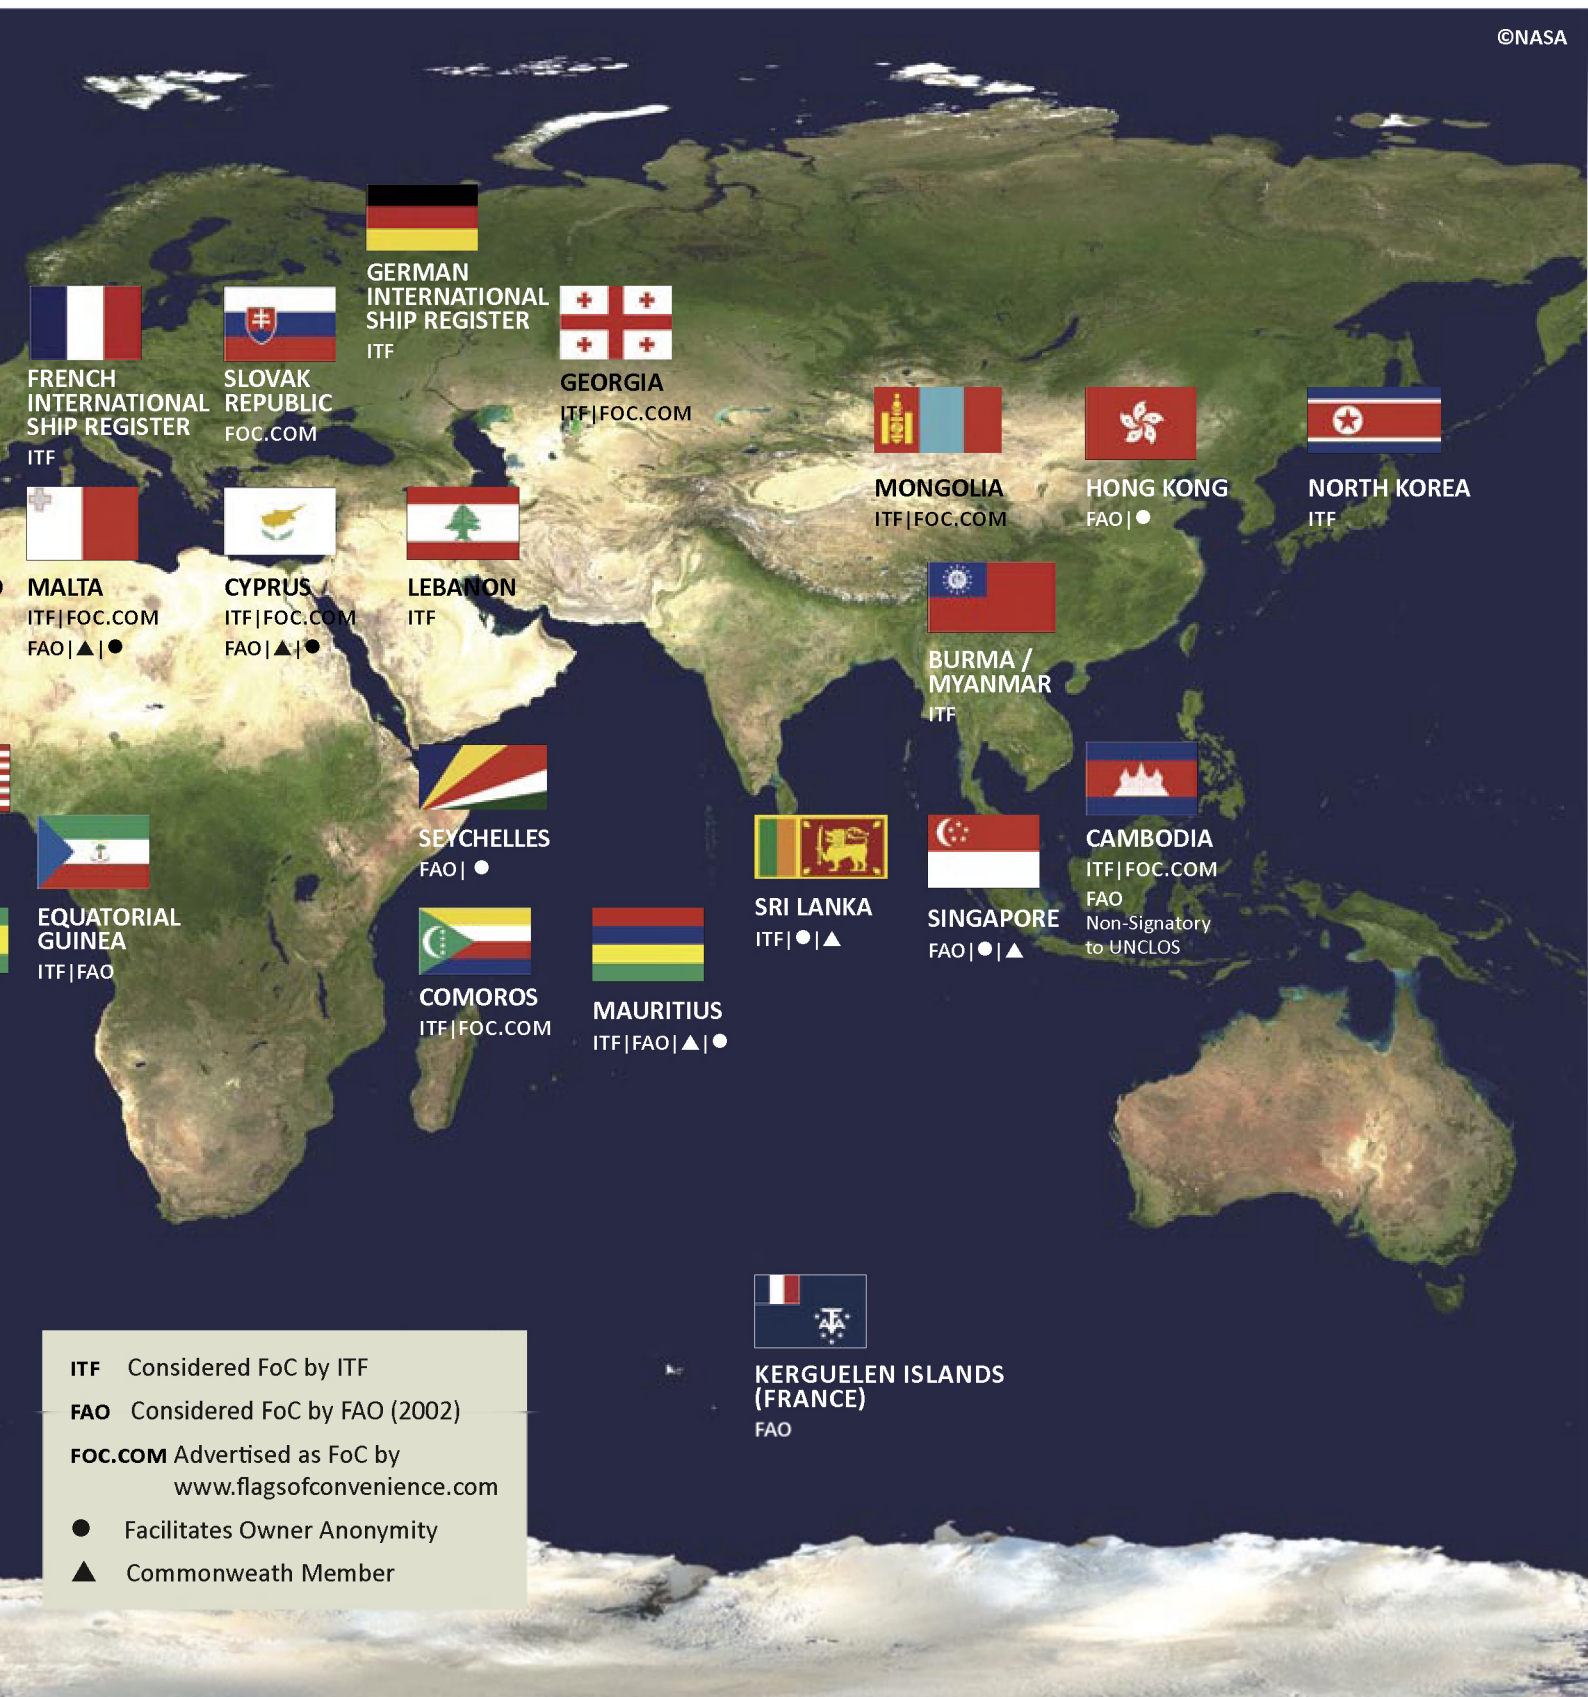 ©NASA
GERMAN
INTERNATIONAL
SHIP REGISTER
ITF
FRENCH
INTERNATIONAL
SHIP REGISTER
ITF
SLOVAK
REPUBLIC
FOC.COM
GEORGIA
ITF|FOC.COM
MONGOLIA
ITF|FOC.COM
HONG KONG
FAO|●
NORTH KOREA
ITF
MALTA
ITF|FOC.COM
FAO|▲|●
CYPRUS
ITF|FOC.COM
FAO|▲|●
LEBANON
ITF
BURMA /
MYANMAR
ITF
SEYCHELLES
FAO| ●
CAMBODIA
ITF|FOC.COM
FAO
Non-Signatory
to UNCLOS
EQUATORIAL
GUINEA
ITF|FAO
SRI LANKA
ITF|●|▲
SINGAPORE
FAO|●|▲
COMOROS
ITF|FOC.COM
MAURITIUS
ITF|FAO|▲|●
KERGUELEN ISLANDS
(FRANCE)
FAO
ITF Considered FoC by ITF
FAO Considered FoC by FAO (2002)
FOC.COM Advertised as FoC by
www.flagsofconvenience.com
● Facilitates Owner Anonymity
▲ Commonweath Member